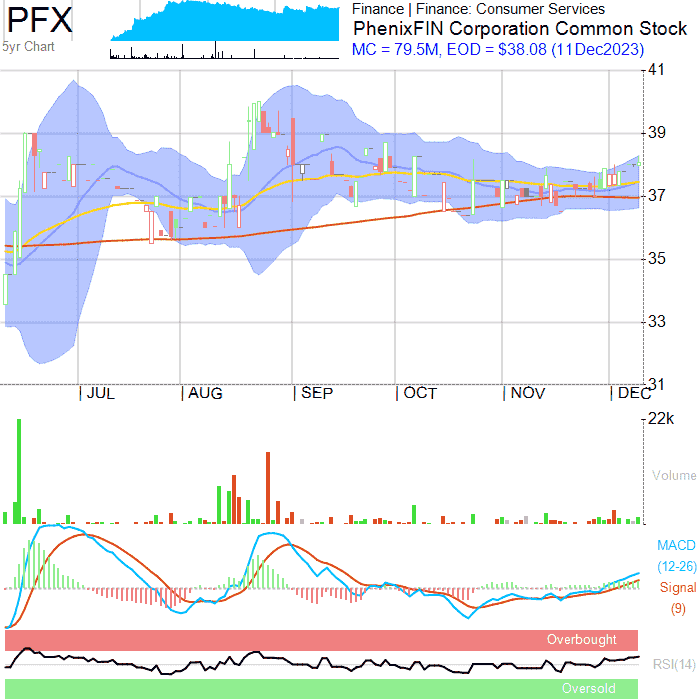 PFX
5yr Chart
Finance | Finance: Consumer Services
PhenixFIN Corporation Common Stock
MC = 79.5M, EOD = $38.08 (11Dec2023)
41
39
37
35
33
31
JUL
AUG
SEP
OCT
NOV
DEC
22k
Volume
MACD
(12-26)
Signal
(9)
Overbought
RSI(14)
Oversold